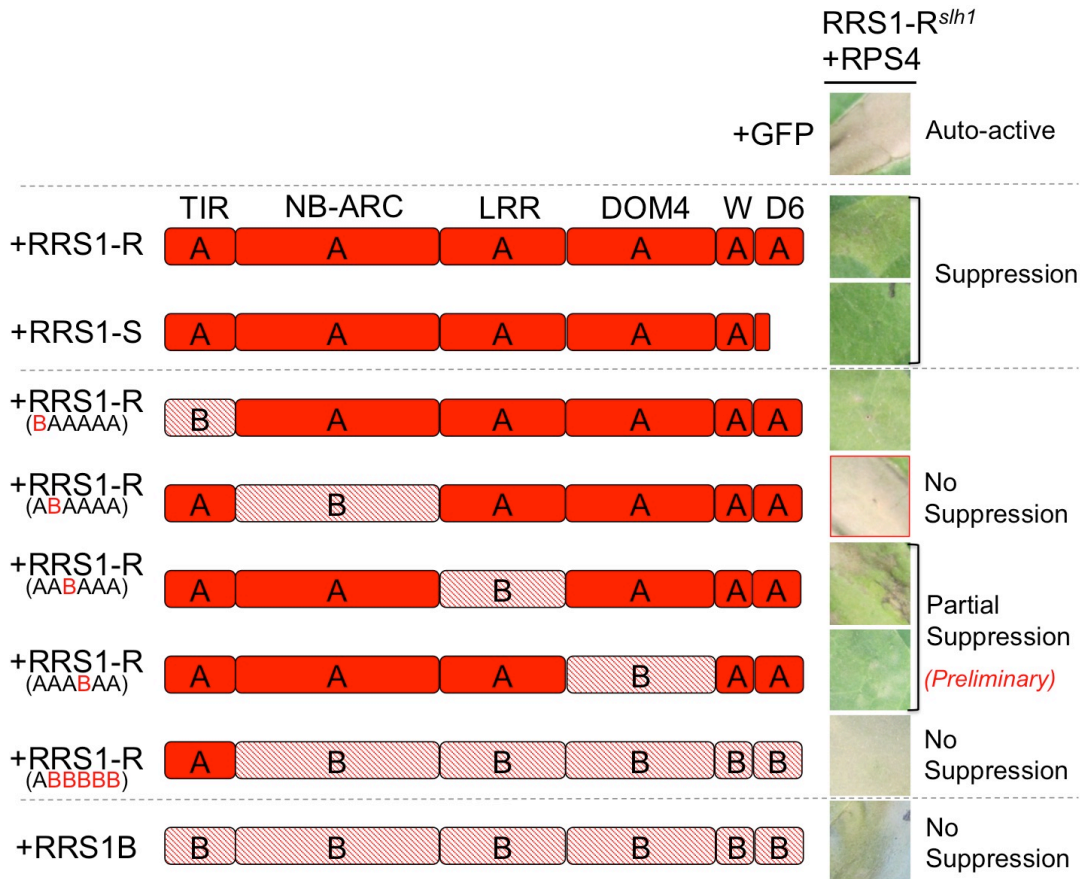 RRS1-Rslh1
+RPS4
+GFP
Auto-active
TIR NB-ARC LRR DOM4 W D6
+RRS1-R A A A A A A
Suppression
+RRS1-S A A A A A
+RRS1-R
(BAAAAA)
B A A A A A
+RRS1-R
(ABAAAA)
A B A A A A
No
Suppression
+RRS1-R
(AABAAA)
A A B A A A
Partial
Suppression
(Preliminary)
+RRS1-R
(AAABAA)
A A A B A A
+RRS1-R
(ABBBBB)
A B B B B B
No
Suppression
+RRS1B B B B B B B
No
Suppression